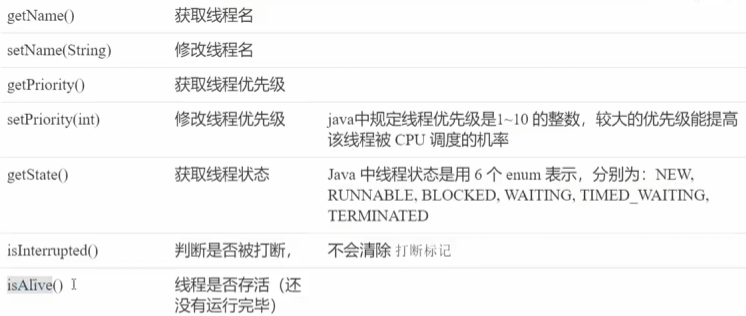 getName() 获取线程名
setName(String) 修改线程名
getPriority() 获取线程优先级
setPriority(int) 修改线程优先级 java中规定线程优先级是1~10 的整数，较大的优先级能提高
该线程被 CPU 调度的机率
getState() 获取线程状态 Java 中线程状态是用 6 个 enum 表示，分别为：NEW,
RUNNABLE, BLOCKED, WAITING, TIMED_WAITING,
TERMINATED
isInterrupted() 判断是否被打断， 不会清除 打断标记
isAlive() 线程是否存活（还
没有运行完毕）